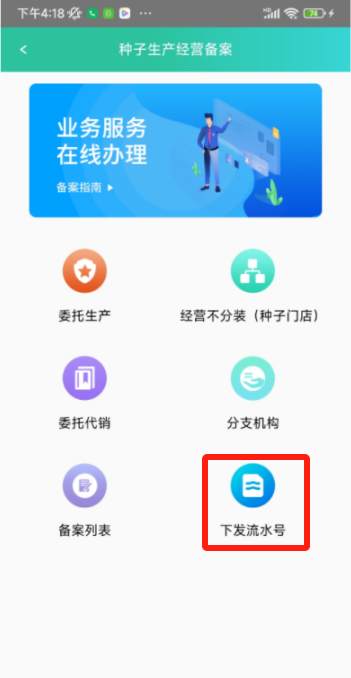 下午4:18
HD
74
种子生产经营备案
业务服务
在线办理
备案指南
委托生产
经营不分装（种子门店）
委托代销
分支机构
备案列表
下发流水号